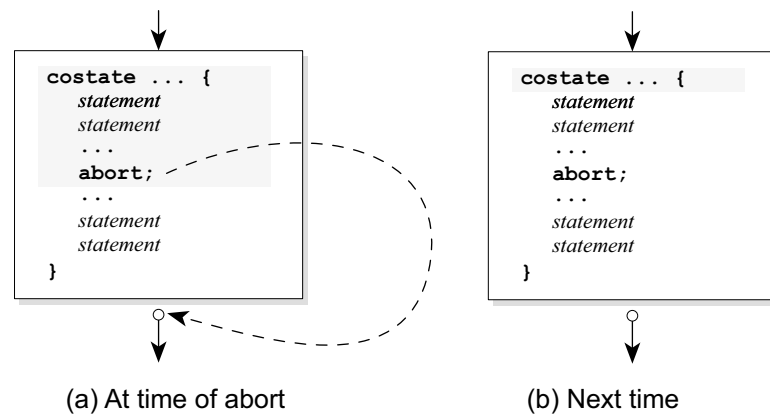 costate ... {
statement
statement
...
abort;
...
statement
statement
}
(a) At time of abort
costate ... {
statement
statement
...
abort;
...
statement
statement
}
(b) Next time